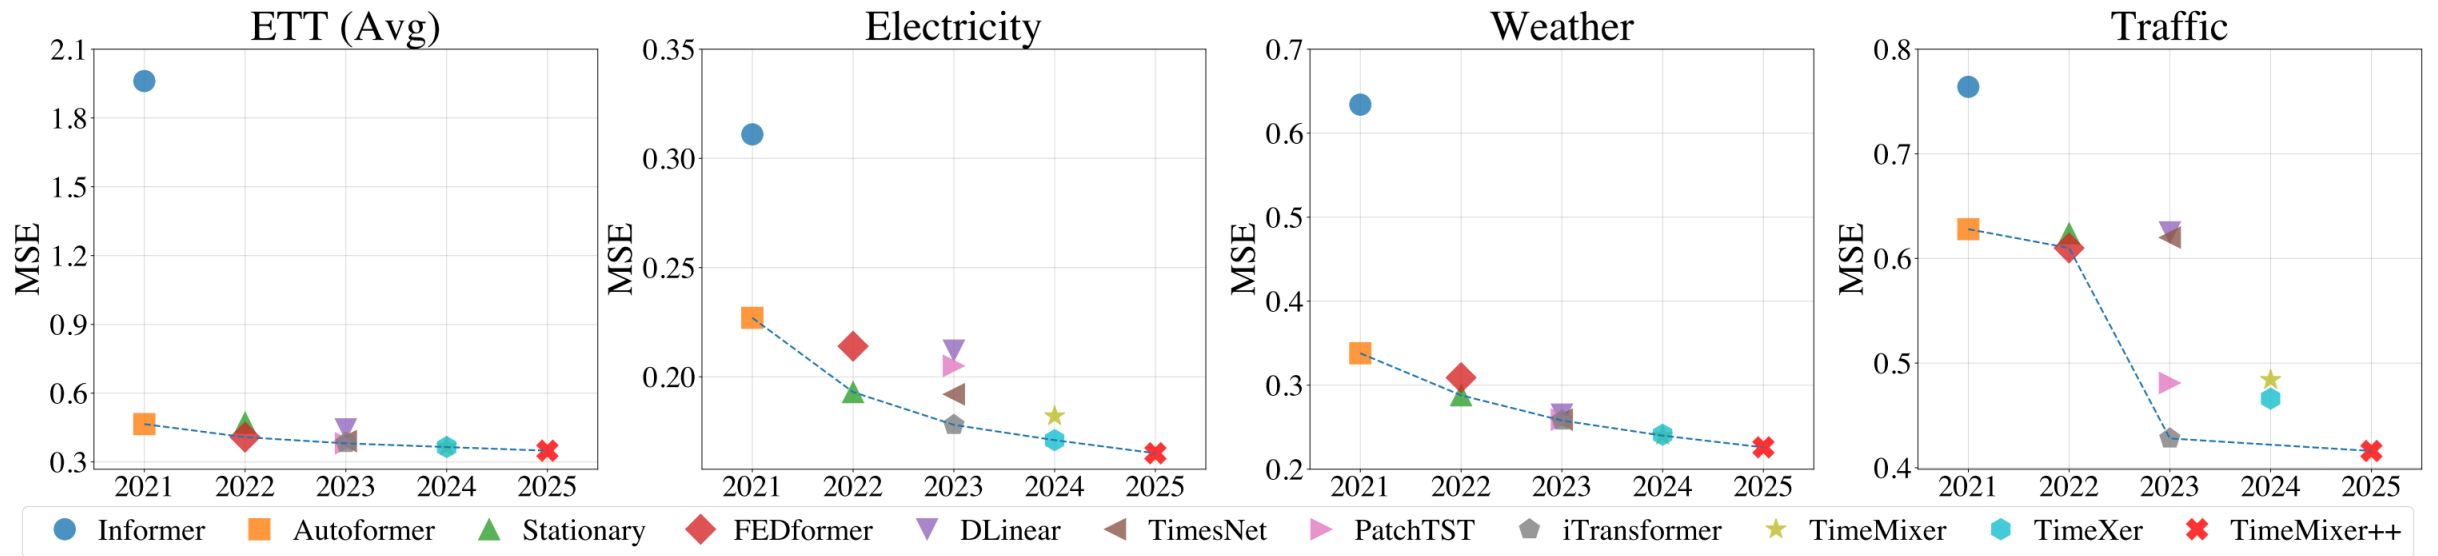 ETT (Avg)
MSE
2.1
1.8
1.5
1.2
0.9
0.6
0.3
2021 2022 2023 2024 2025
Electricity
MSE
0.35
0.30
0.25
0.20
2021 2022 2023 2024 2025
Weather
MSE
0.7
0.6
0.5
0.4
0.3
0.2
2021 2022 2023 2024 2025
Traffic
MSE
0.8
0.7
0.6
0.5
0.4
2021 2022 2023 2024 2025
Informer Autoformer Stationary FEDformer DLinear TimesNet PatchTST iTransformer TimeMixer TimeXer TimeMixer++